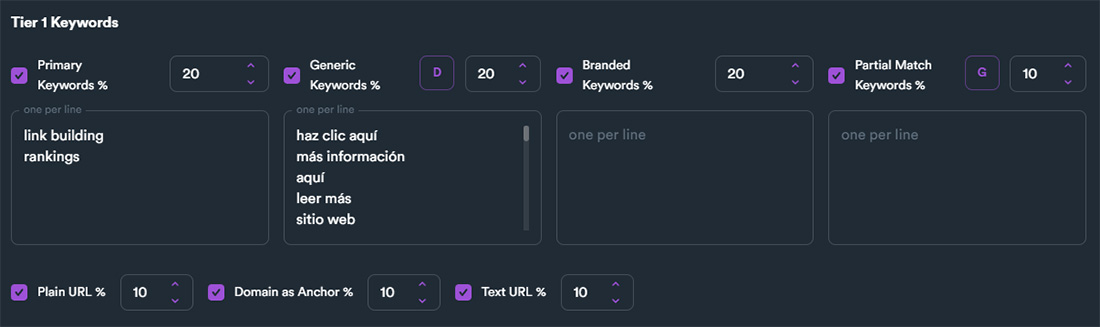 Tier 1 Keywords
Primary
Keywords %
20
Generic
Keywords %
D
20
Branded
Keywords %
20
Partial Match
Keywords %
G
10
one per line
link building
rankings
one per line
haz clic aquí
más información
aquí
leer más
sitio web
one per line
one per line
Plain URL %
10
Domain as Anchor %
10
Text URL %
10